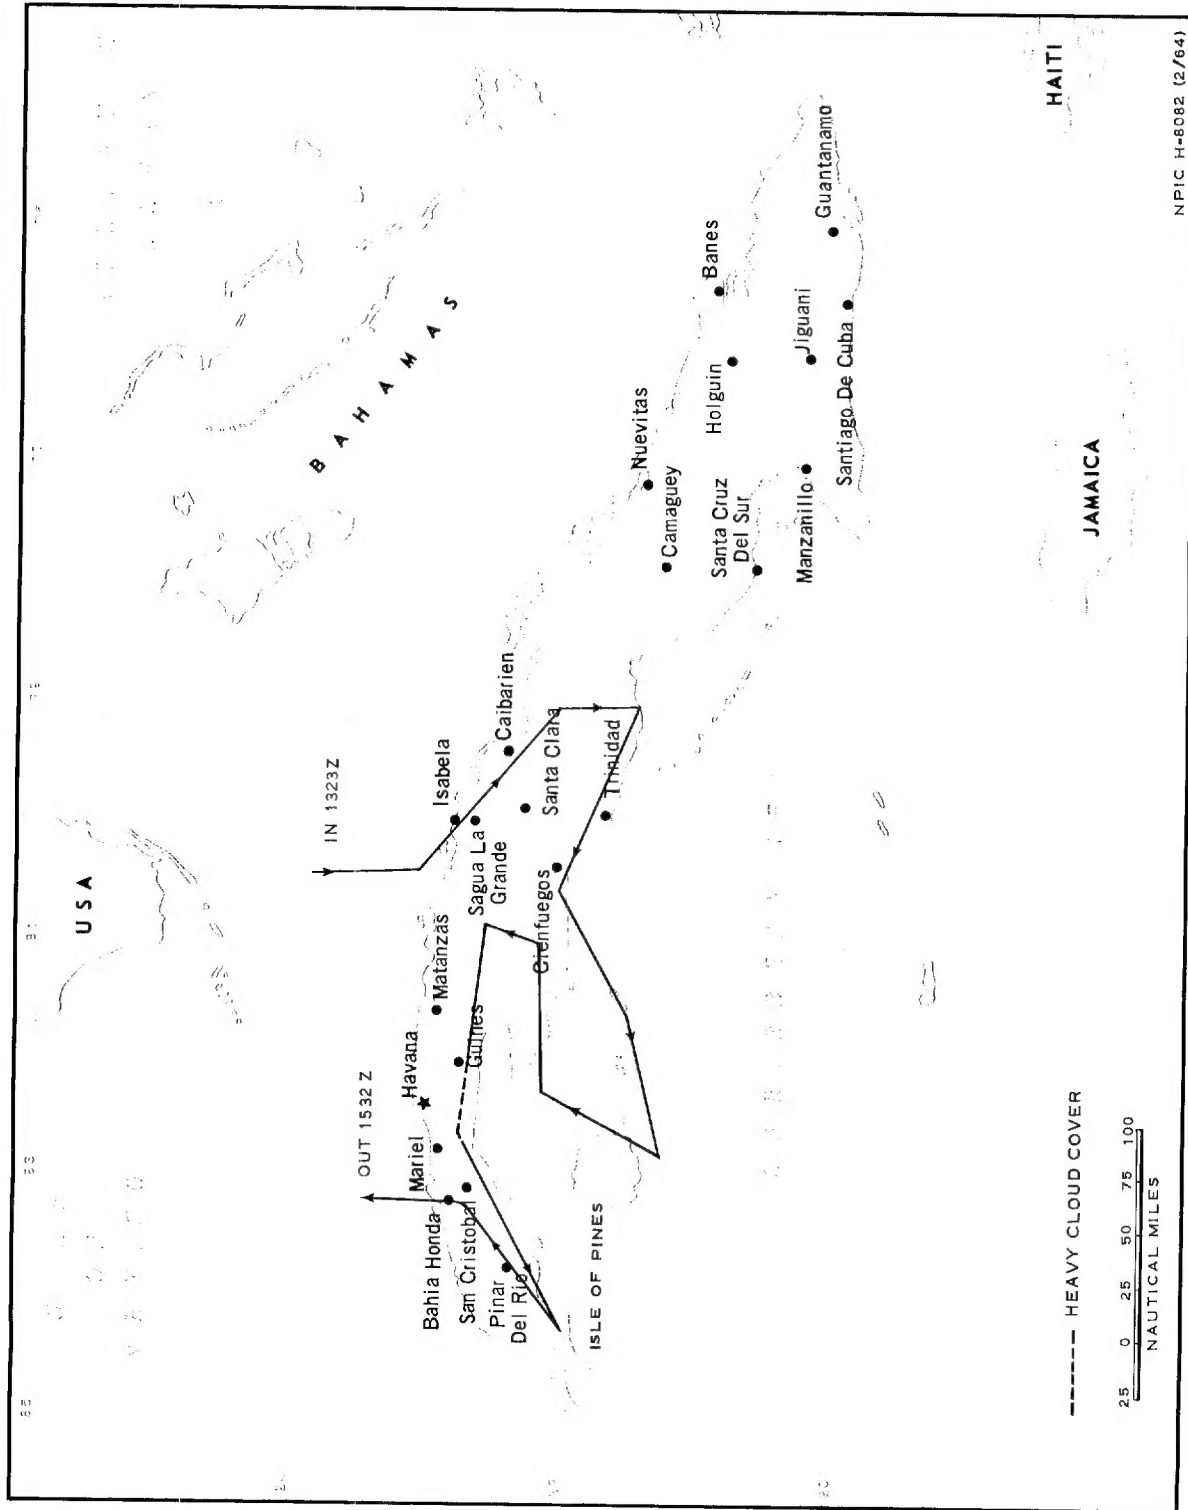 USA
BAHAMAS
IN 1323Z
OUT 1532 Z
Havana
Mariel
Bahia Honda
San Cristobal
Pinar
Del Rio
Matanzas
Guines
Isabela
Sagua La
Grande
Caibarien
Santa Clara
Cienfuegos
Trinidad
ISLE OF PINES
Nuevitas
Camaguey
Santa Cruz
Del Sur
Holguin
Banes
Manzanillo
Jiguani
Santiago De Cuba
Guantanamo
JAMAICA
HAITI
HEAVY CLOUD COVER
25 0 25 50 75 100
NAUTICAL MILES
NPIC H-8082 (2/64)